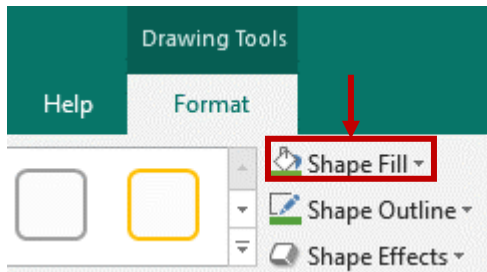 Drawing Tools
Help Format
Shape Fill
Shape Outline
Shape Effects